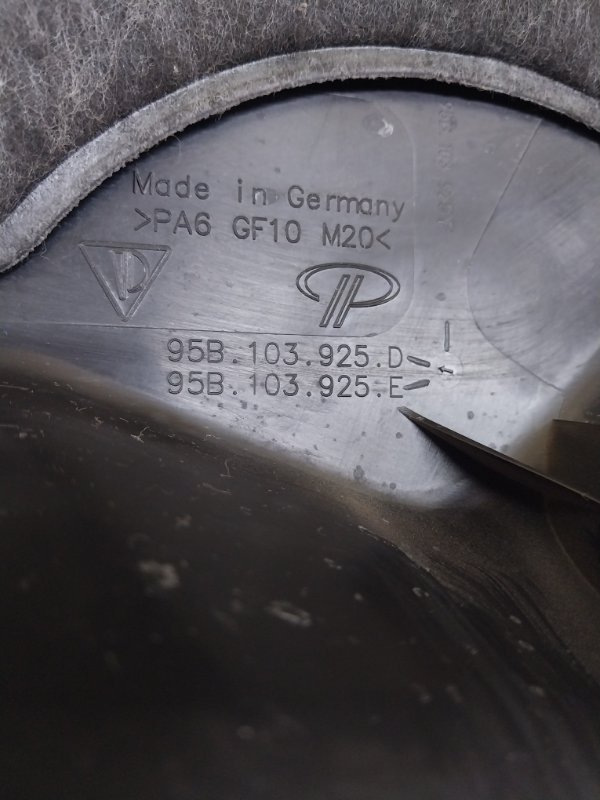 Made in Germany
>PA6 GF10 M20<
95B.103.925.D
95B.103.925.E